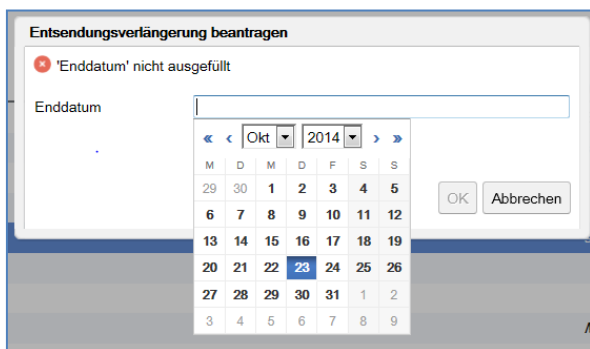 Entsendungsverlängerung beantragen
'Enddatum' nicht ausgefüllt
Enddatum
« ‹ Okt 2014 › »
M D M D F S S
29 30 1 2 3 4 5
6 7 8 9 10 11 12
13 14 15 16 17 18 19
20 21 22 23 24 25 26
27 28 29 30 31 1 2
3 4 5 6 7 8 9
OK Abbrechen